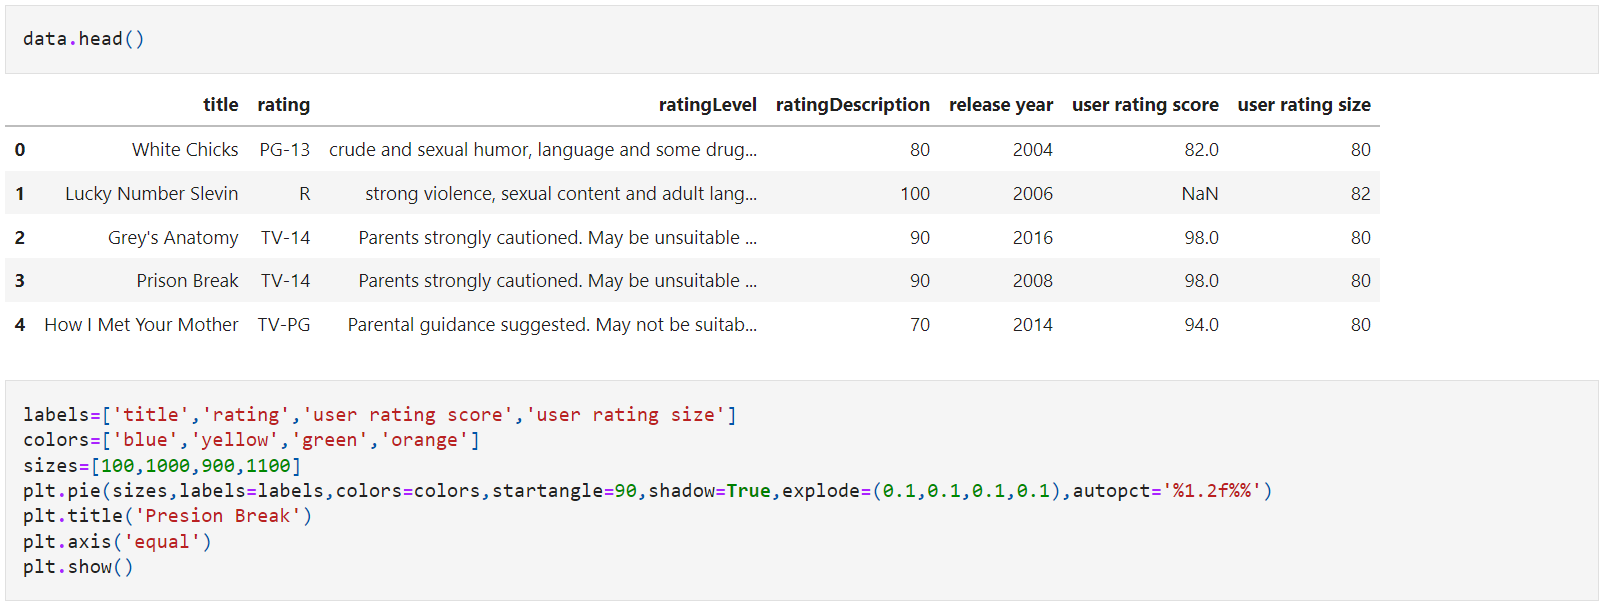 data.head()
title rating ratingLevel ratingDescription release year user rating score user rating size
0 White Chicks PG-13 crude and sexual humor, language and some drug... 80 2004 82.0 80
1 Lucky Number Slevin R strong violence, sexual content and adult lang... 100 2006 NaN 82
2 Grey's Anatomy TV-14 Parents strongly cautioned. May be unsuitable ... 90 2016 98.0 80
3 Prison Break TV-14 Parents strongly cautioned. May be unsuitable ... 90 2008 98.0 80
4 How I Met Your Mother TV-PG Parental guidance suggested. May not be suitab... 70 2014 94.0 80
labels=['title','rating','user rating score','user rating size']
colors=['blue','yellow','green','orange']
sizes=[100,1000,900,1100]
plt.pie(sizes,labels=labels,colors=colors,startangle=90,shadow=True,explode=(0.1,0.1,0.1,0.1),autopct='%1.2f%%')
plt.title('Presion Break')
plt.axis('equal')
plt.show()